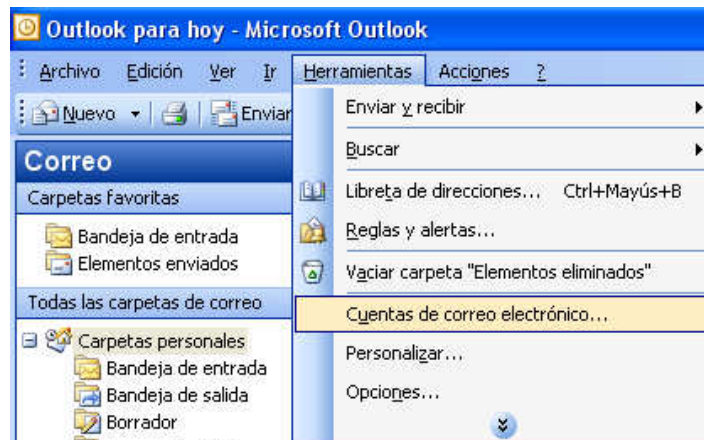 Outlook para hoy - Microsoft Outlook
Archivo Edición Ver Ir Herramientas Acciones ?
Nuevo Enviar
Correo
Carpetas favoritas
Bandeja de entrada
Elementos enviados
Todas las carpetas de correo
Carpetas personales
Bandeja de entrada
Bandeja de salida
Borrador
Enviar y recibir
Buscar
Libreta de direcciones... Ctrl+Mayús+B
Reglas y alertas...
Vaciar carpeta "Elementos eliminados"
Cuentas de correo electrónico...
Personalizar...
Opciones...